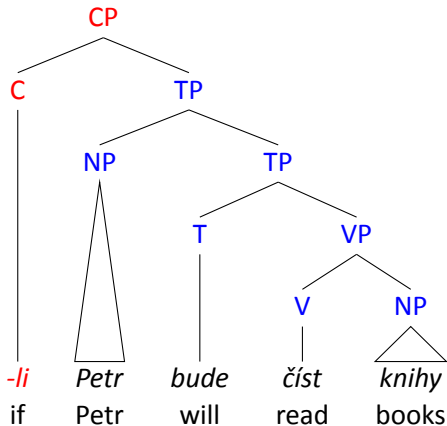 CP
C TP
NP TP
T VP
V NP
-li Petr bude číst knihy
if Petr will read books